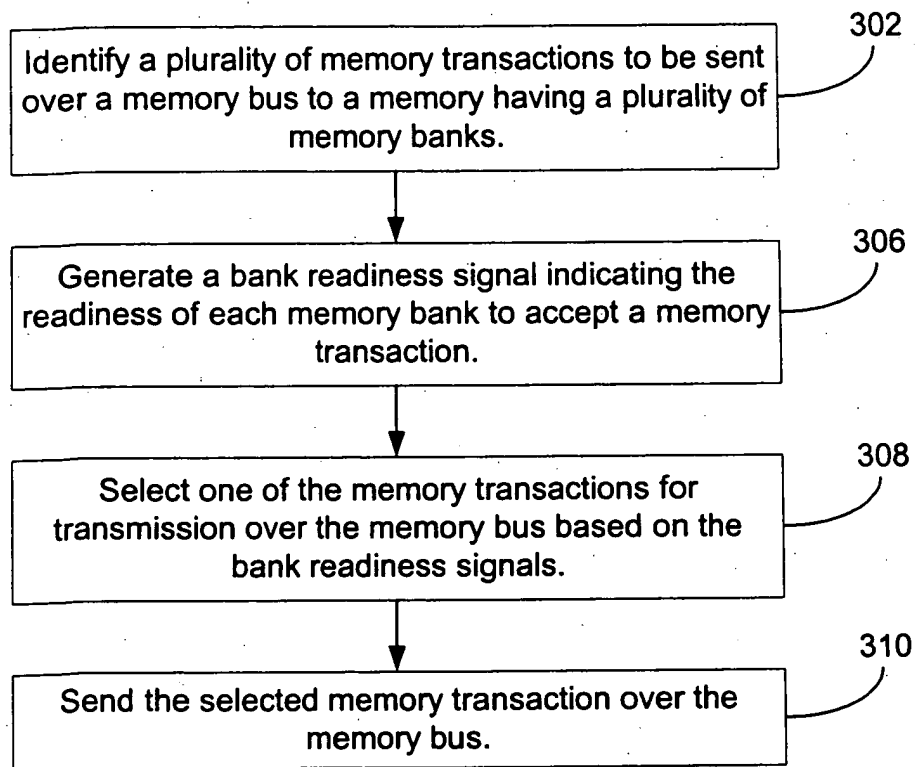 302
Identify a plurality of memory transactions to be sent
over a memory bus to a memory having a plurality of
memory banks.
306
Generate a bank readiness signal indicating the
readiness of each memory bank to accept a memory
transaction.
308
Select one of the memory transactions for
transmission over the memory bus based on the
bank readiness signals.
310
Send the selected memory transaction over the
memory bus.